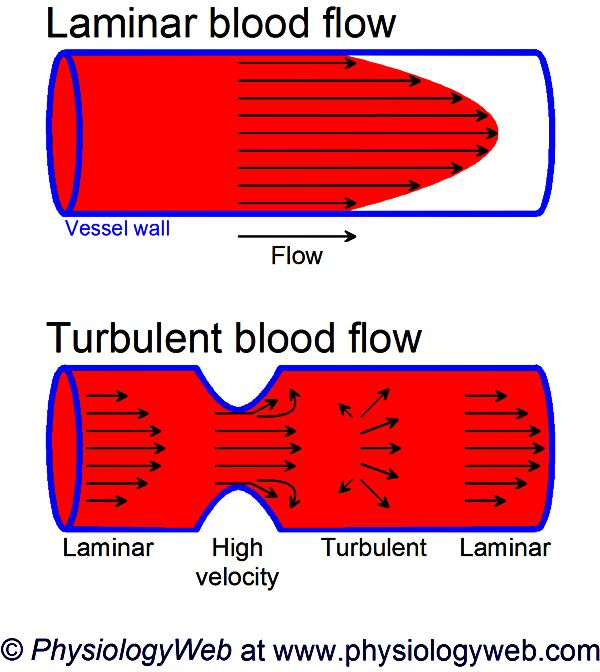 Laminar blood flow
Vessel wall
Flow
Turbulent blood flow
Laminar
High
velocity
Turbulent
Laminar
© PhysiologyWeb at www.physiologyweb.com